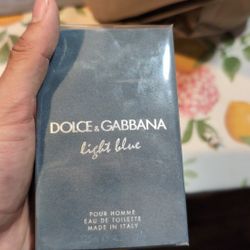 DOLCE & GABBANA
light blue
POUR HOMME
EAU DE TOILETTE
MADE IN ITALY